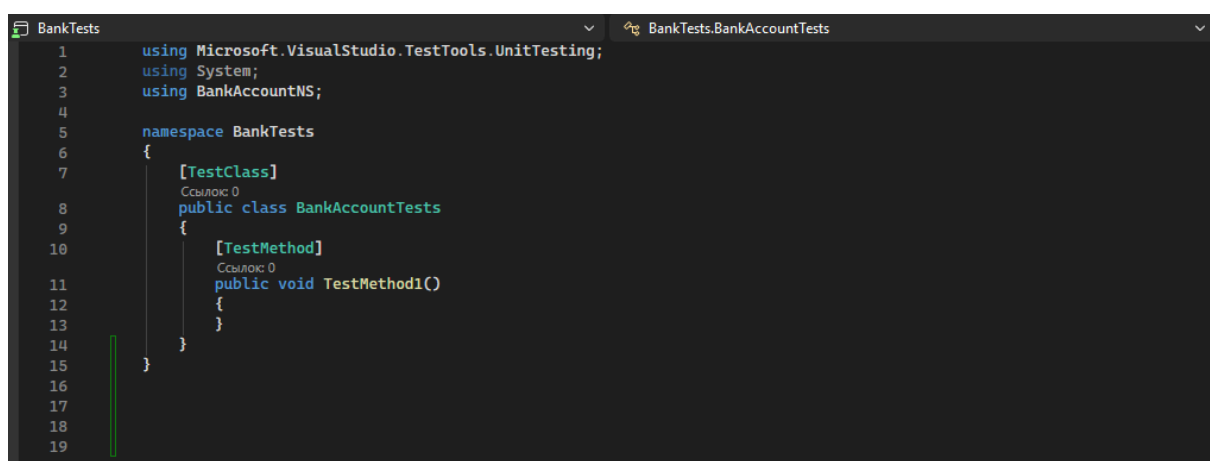 BankTests BankTests.BankAccountTests
1 using Microsoft.VisualStudio.TestTools.UnitTesting;
2 using System;
3 using BankAccountNS;
4
5 namespace BankTests
6 {
7 [TestClass]
Ссылок: 0
8 public class BankAccountTests
9 {
10 [TestMethod]
Ссылок: 0
11 public void TestMethod1()
12 {
13 }
14 }
15 }
16
17
18
19